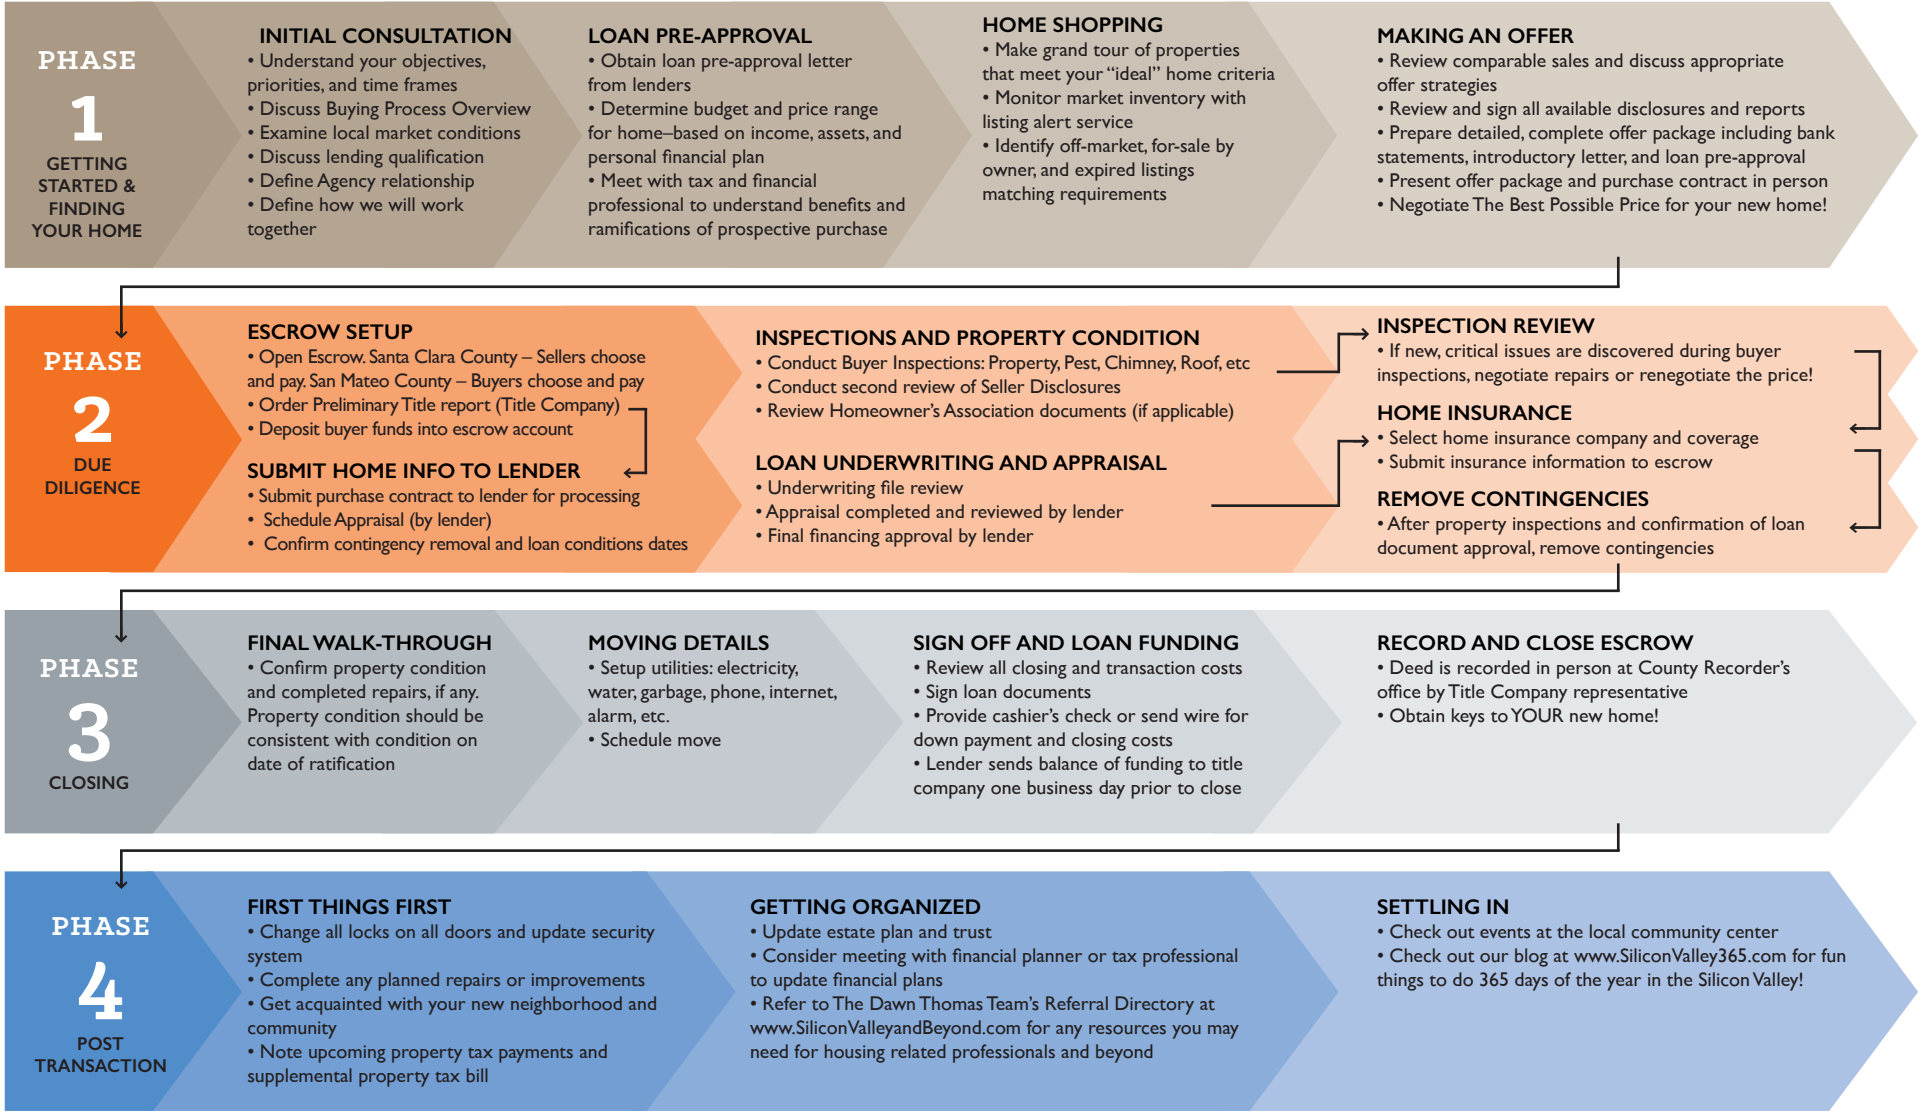 PHASE
1
GETTING
STARTED &
FINDING
YOUR HOME
INITIAL CONSULTATION
• Understand your objectives,
priorities, and time frames
• Discuss Buying Process Overview
• Examine local market conditions
• Discuss lending qualification
• Define Agency relationship
• Define how we will work
together
LOAN PRE-APPROVAL
• Obtain loan pre-approval letter
from lenders
• Determine budget and price range
for home–based on income, assets, and
personal financial plan
• Meet with tax and financial
professional to understand benefits and
ramifications of prospective purchase
HOME SHOPPING
• Make grand tour of properties
that meet your “ideal” home criteria
• Monitor market inventory with
listing alert service
• Identify off-market, for-sale by
owner, and expired listings
matching requirements
MAKING AN OFFER
• Review comparable sales and discuss appropriate
offer strategies
• Review and sign all available disclosures and reports
• Prepare detailed, complete offer package including bank
statements, introductory letter, and loan pre-approval
• Present offer package and purchase contract in person
• Negotiate The Best Possible Price for your new home!
PHASE
2
DUE
DILIGENCE
ESCROW SETUP
• Open Escrow. Santa Clara County – Sellers choose
and pay. San Mateo County – Buyers choose and pay
• Order Preliminary Title report (Title Company)
• Deposit buyer funds into escrow account
SUBMIT HOME INFO TO LENDER
• Submit purchase contract to lender for processing
• Schedule Appraisal (by lender)
• Confirm contingency removal and loan conditions dates
INSPECTIONS AND PROPERTY CONDITION
• Conduct Buyer Inspections: Property, Pest, Chimney, Roof, etc
• Conduct second review of Seller Disclosures
• Review Homeowner’s Association documents (if applicable)
LOAN UNDERWRITING AND APPRAISAL
• Underwriting file review
• Appraisal completed and reviewed by lender
• Final financing approval by lender
INSPECTION REVIEW
• If new, critical issues are discovered during buyer
inspections, negotiate repairs or renegotiate the price!
HOME INSURANCE
• Select home insurance company and coverage
• Submit insurance information to escrow
REMOVE CONTINGENCIES
• After property inspections and confirmation of loan
document approval, remove contingencies
PHASE
3
CLOSING
FINAL WALK-THROUGH
• Confirm property condition
and completed repairs, if any.
Property condition should be
consistent with condition on
date of ratification
MOVING DETAILS
• Setup utilities: electricity,
water, garbage, phone, internet,
alarm, etc.
• Schedule move
SIGN OFF AND LOAN FUNDING
• Review all closing and transaction costs
• Sign loan documents
• Provide cashier’s check or send wire for
down payment and closing costs
• Lender sends balance of funding to title
company one business day prior to close
RECORD AND CLOSE ESCROW
• Deed is recorded in person at County Recorder’s
office by Title Company representative
• Obtain keys to YOUR new home!
PHASE
4
POST
TRANSACTION
FIRST THINGS FIRST
• Change all locks on all doors and update security
system
• Complete any planned repairs or improvements
• Get acquainted with your new neighborhood and
community
• Note upcoming property tax payments and
supplemental property tax bill
GETTING ORGANIZED
• Update estate plan and trust
• Consider meeting with financial planner or tax professional
to update financial plans
• Refer to The Dawn Thomas Team’s Referral Directory at
www.SiliconValleyandBeyond.com for any resources you may
need for housing related professionals and beyond
SETTLING IN
• Check out events at the local community center
• Check out our blog at www.SiliconValley365.com for fun
things to do 365 days of the year in the Silicon Valley!